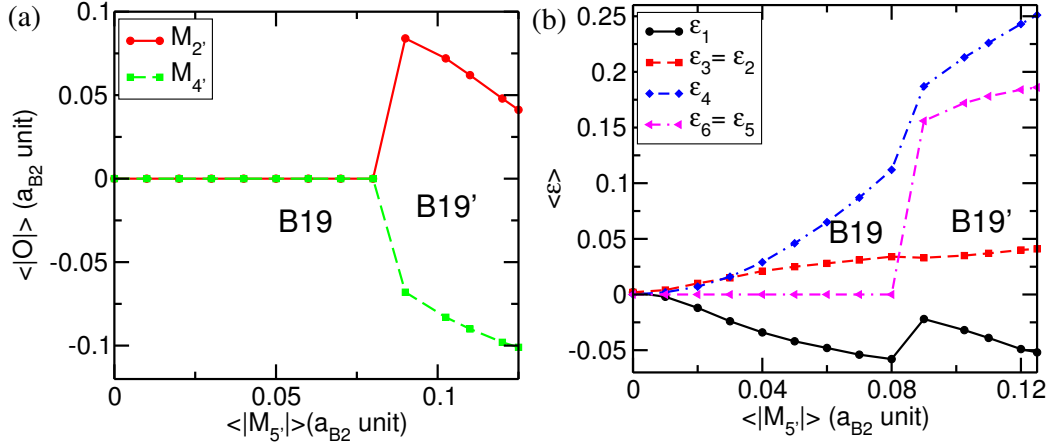 (a)
M2'
M4'
0.1
0.05
0
-0.05
-0.1
<|O|> (aB2 unit)
B19
B19'
0
0.05
0.1
<|M5'|>(aB2 unit)
(b)
ε1
ε3= ε2
ε4
ε6= ε5
0.25
0.20
0.15
0.10
0.05
0
-0.05
<ε>
B19
B19'
0
0.04
0.08
0.12
<|M5'|> (aB2 unit)